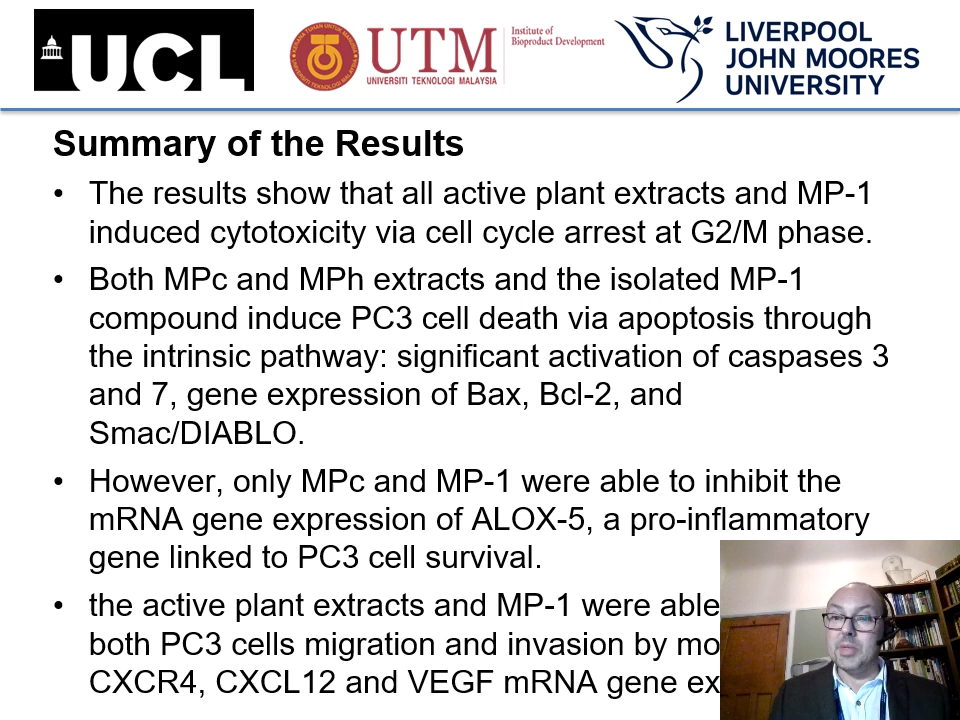 UCL
UTM
UNIVERSITI TEKNOLOGI MALAYSIA
Institute of
Bioproduct Development
LIVERPOOL
JOHN MOORES
UNIVERSITY
Summary of the Results
• The results show that all active plant extracts and MP-1
induced cytotoxicity via cell cycle arrest at G2/M phase.
• Both MPc and MPh extracts and the isolated MP-1
compound induce PC3 cell death via apoptosis through
the intrinsic pathway: significant activation of caspases 3
and 7, gene expression of Bax, Bcl-2, and
Smac/DIABLO.
• However, only MPc and MP-1 were able to inhibit the
mRNA gene expression of ALOX-5, a pro-inflammatory
gene linked to PC3 cell survival.
• the active plant extracts and MP-1 were able
both PC3 cells migration and invasion by mo
CXCR4, CXCL12 and VEGF mRNA gene ex